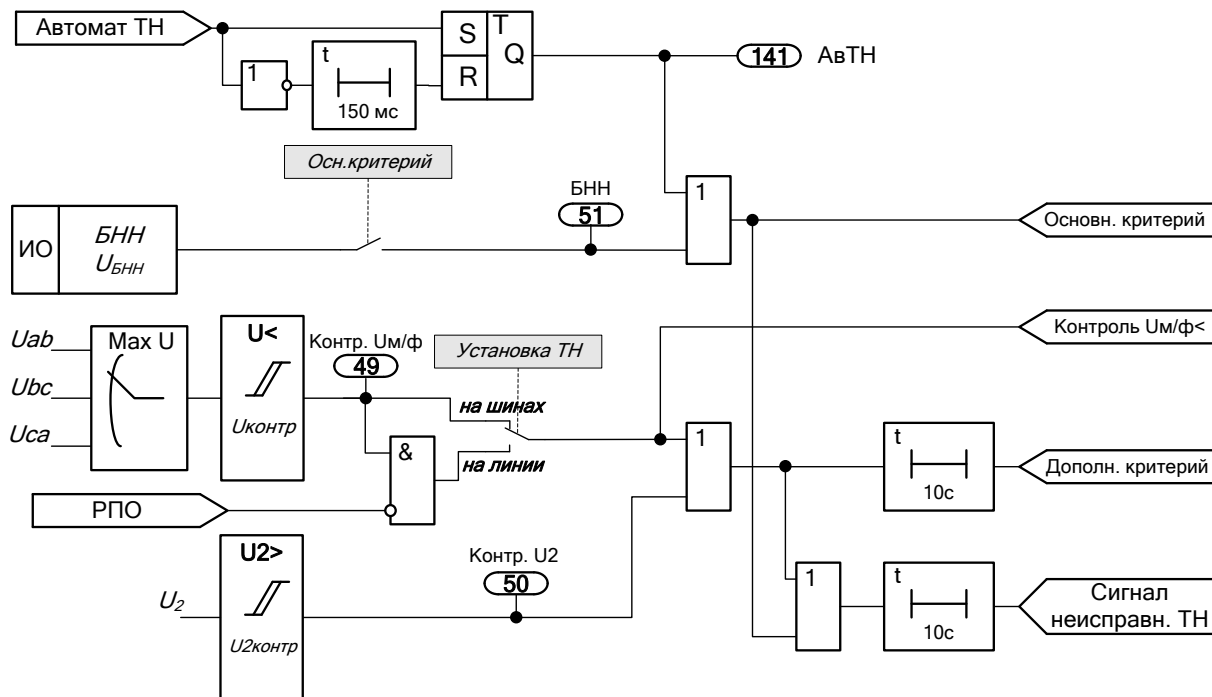 Автомат ТН
S
T
Q
R
141
АвТН
1
t
150 мс
Осн.критерий
БНН
51
1
Основн. критерий
ИО
БНН
UБНН
Uab
Ubc
Uca
Max U
U<
Uконтр
Контр. Uм/ф
49
Установка ТН
Контроль Uм/ф<
на шинах
на линии
&
1
t
10с
Дополн. критерий
РПО
U2>
U2контр
U2
Контр. U2
50
1
t
10с
Сигнал
неисправн. ТН